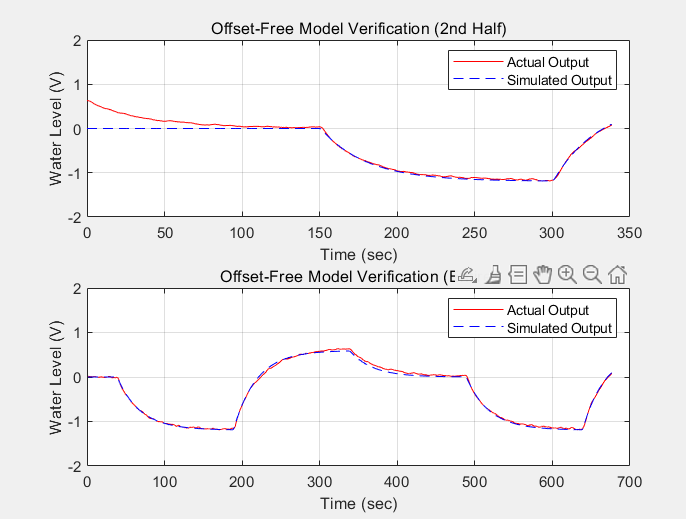 Offset-Free Model Verification (2nd Half)
2
1
0
-1
-2
Water Level (V)
Actual Output
Simulated Output
0 50 100 150 200 250 300 350
Time (sec)
Offset-Free Model Verification
2
1
0
-1
-2
Water Level (V)
Actual Output
Simulated Output
0 100 200 300 400 500 600 700
Time (sec)